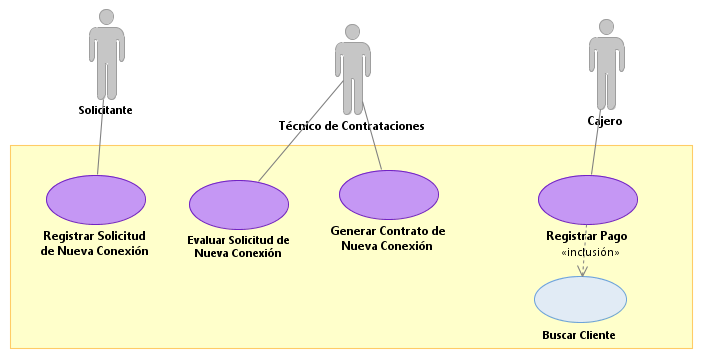 Solicitante
Técnico de Contrataciones
Cajero
Registrar Solicitud
de Nueva Conexión
Evaluar Solicitud de
Nueva Conexión
Generar Contrato de
Nueva Conexión
Registrar Pago
«inclusión»
Buscar Cliente